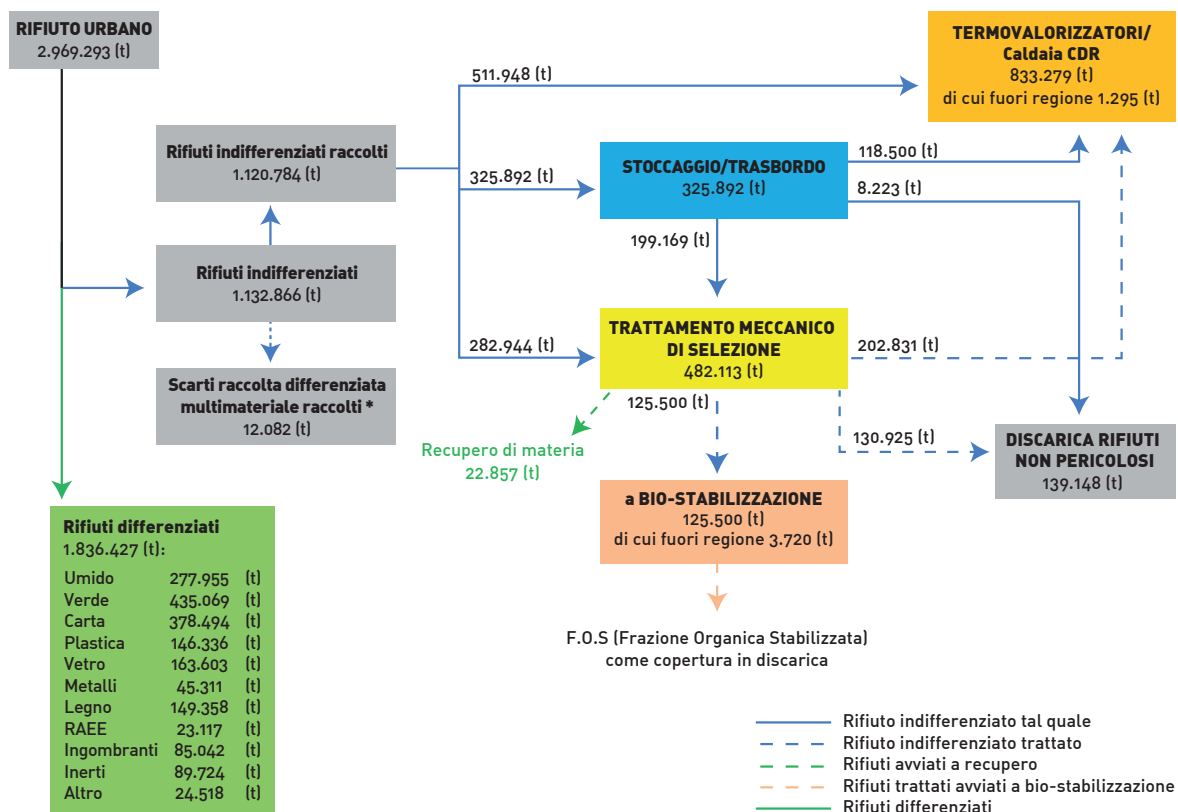 RIFIUTO URBANO
2.969.293 (t)
TERMOVALORIZZATORI/
Caldaia CDR
833.279 (t)
di cui fuori regione 1.295 (t)
511.948 (t)
Rifiuti indifferenziati raccolti
1.120.784 (t)
325.892 (t)
STOCCAGGIO/TRASBORDO
325.892 (t)
118.500 (t)
8.223 (t)
199.169 (t)
Rifiuti indifferenziati
1.132.866 (t)
282.944 (t)
TRATTAMENTO MECCANICO
DI SELEZIONE
482.113 (t)
202.831 (t)
Scarti raccolta differenziata
multimateriale raccolti *
12.082 (t)
125.500 (t)
Recupero di materia
22.857 (t)
130.925 (t)
DISCARICA RIFIUTI
NON PERICOLOSI
139.148 (t)
a BIO-STABILIZZAZIONE
125.500 (t)
di cui fuori regione 3.720 (t)
Rifiuti differenziati
1.836.427 (t):
Umido 277.955 (t)
Verde 435.069 (t)
Carta 378.494 (t)
Plastica 146.336 (t)
Vetro 163.603 (t)
Metalli 45.311 (t)
Legno 149.358 (t)
RAEE 23.117 (t)
Ingombranti 85.042 (t)
Inerti 89.724 (t)
Altro 24.518 (t)
F.O.S (Frazione Organica Stabilizzata)
come copertura in discarica
Rifiuto indifferenziato tal quale
Rifiuto indifferenziato trattato
Rifiuti avviati a recupero
Rifiuti trattati avviati a bio-stabilizzazione
Rifiuti differenziati